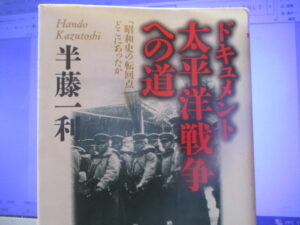 ドキュメント
太平洋戦争
への道
「昭和史の転回点」
どこにあったか
Hando
Kazutoshi
半藤一利